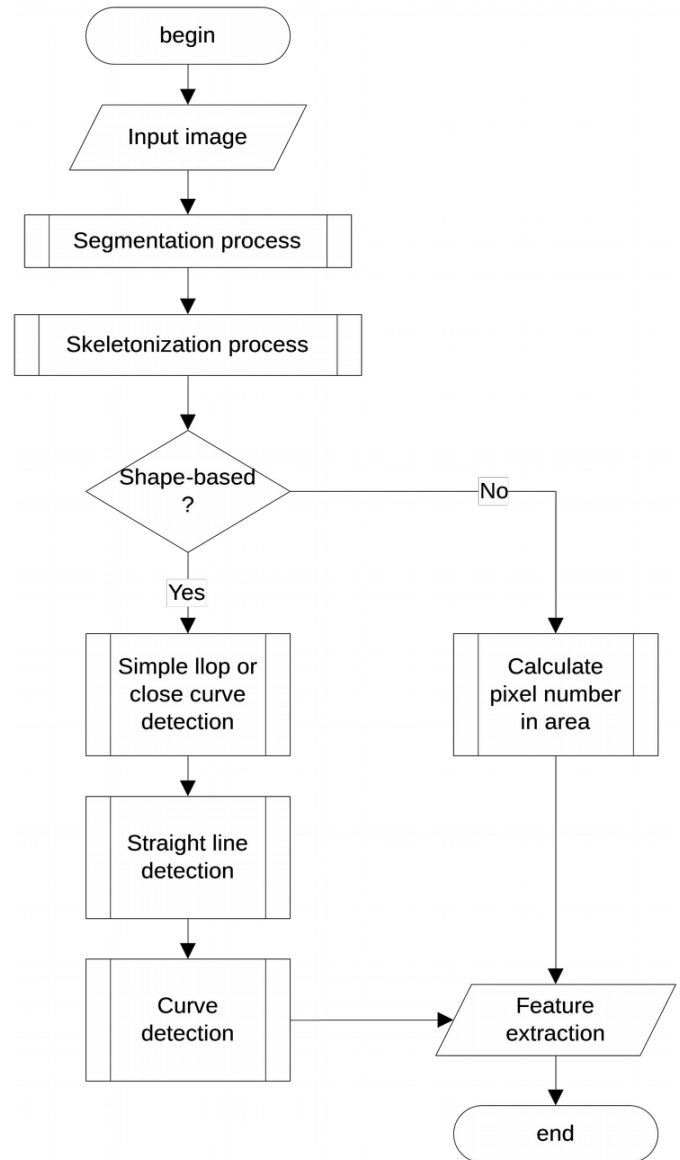 begin
Input image
Segmentation process
Skeletonization process
Shape-based
?
No
Yes
Simple llop or
close curve
detection
Calculate
pixel number
in area
Straight line
detection
Curve
detection
Feature
extraction
end